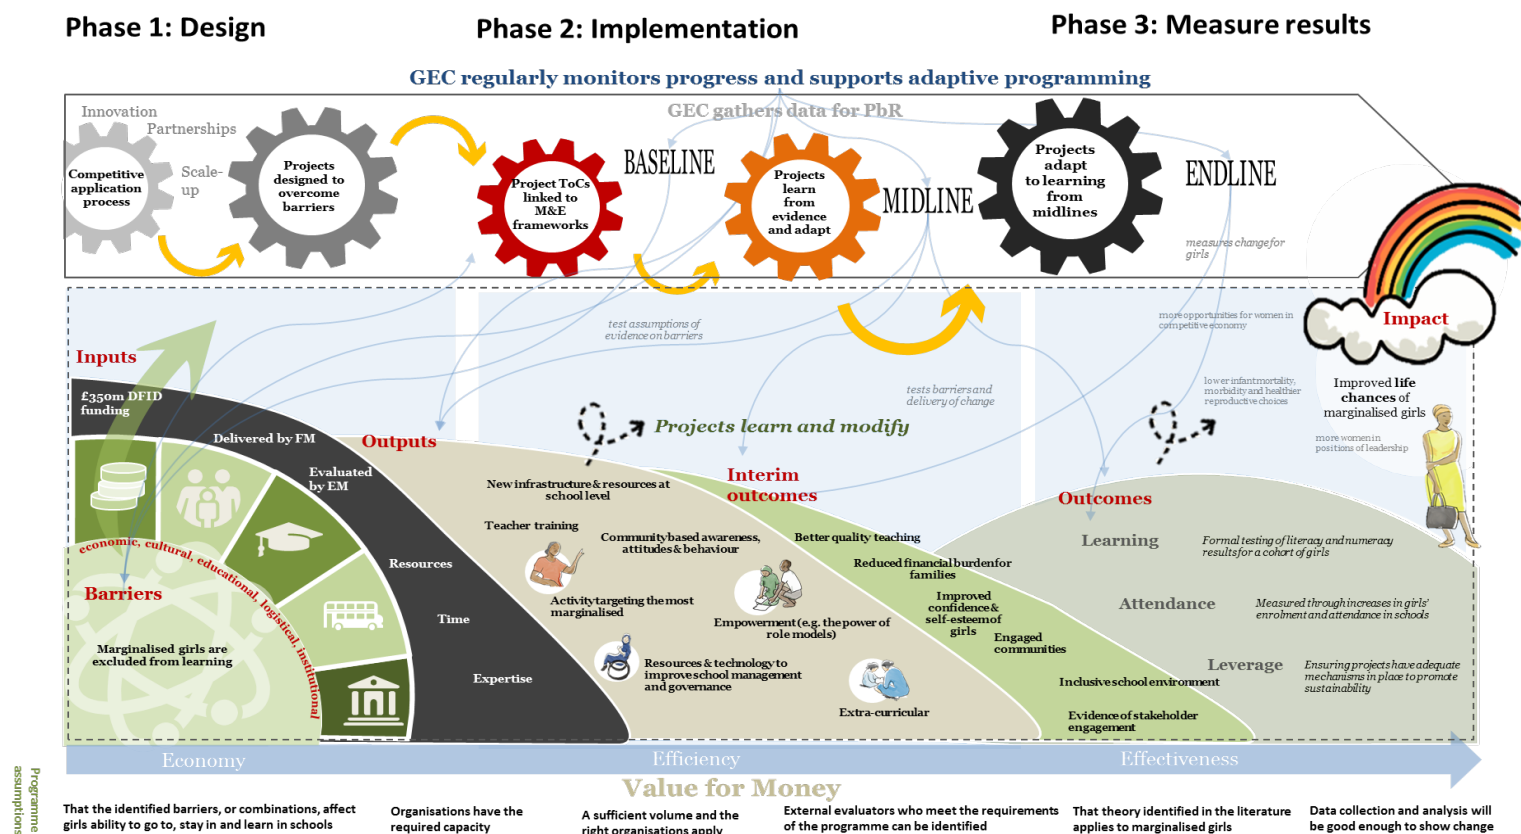 Phase 1: Design
Phase 2: Implementation
Phase 3: Measure results
GEC regularly monitors progress and supports adaptive programming
GEC gathers data for PbR
Innovation
Partnerships
Scale-
up
Competitive
application
process
Projects
designed to
overcome
barriers
Project ToCs
linked to
M&E
frameworks
BASELINE
Projects
learn from
evidence
and adapt
MIDLINE
Projects
adapt
to learning
from
midlines
ENDLINE
measures change for
girls
test assumptions of
evidence on barriers
tests barriers and
delivery of change
more opportunities for women in
competitive economy
lower infant mortality,
morbidity and healthier
reproductive choices
Impact
Improved life
chances of
marginalised girls
more women in
positions of leadership
Inputs
£350m DFID
funding
Delivered by FM
Evaluated
by EM
Resources
Time
Expertise
economic, cultural, educational, logistical, institutional
Barriers
Marginalised girls are
excluded from learning
Outputs
Projects learn and modify
New infrastructure & resources at
school level
Teacher training
Community based awareness,
attitudes & behaviour
Activity targeting the most
marginalised
Empowerment (e.g. the power of
role models)
Resources & technology to
improve school management
and governance
Extra-curricular
Interim
outcomes
Better quality teaching
Reduced financial burden for
families
Improved
confidence &
self-esteem of
girls
Engaged
communities
Inclusive school environment
Evidence of stakeholder
engagement
Outcomes
Learning
Formal testing of literacy and numeracy
results for a cohort of girls
Attendance
Measured through increases in girls'
enrolment and attendance in schools
Leverage
Ensuring projects have adequate
mechanisms in place to promote
sustainability
Economy
Efficiency
Effectiveness
Value for Money
Programme
assumptions
That the identified barriers, or combinations, affect
girls ability to go to, stay in and learn in schools
Organisations have the
required capacity
A sufficient volume and the
right organisations apply
External evaluators who meet the requirements
of the programme can be identified
That theory identified in the literature
applies to marginalised girls
Data collection and analysis will
be good enough to show change